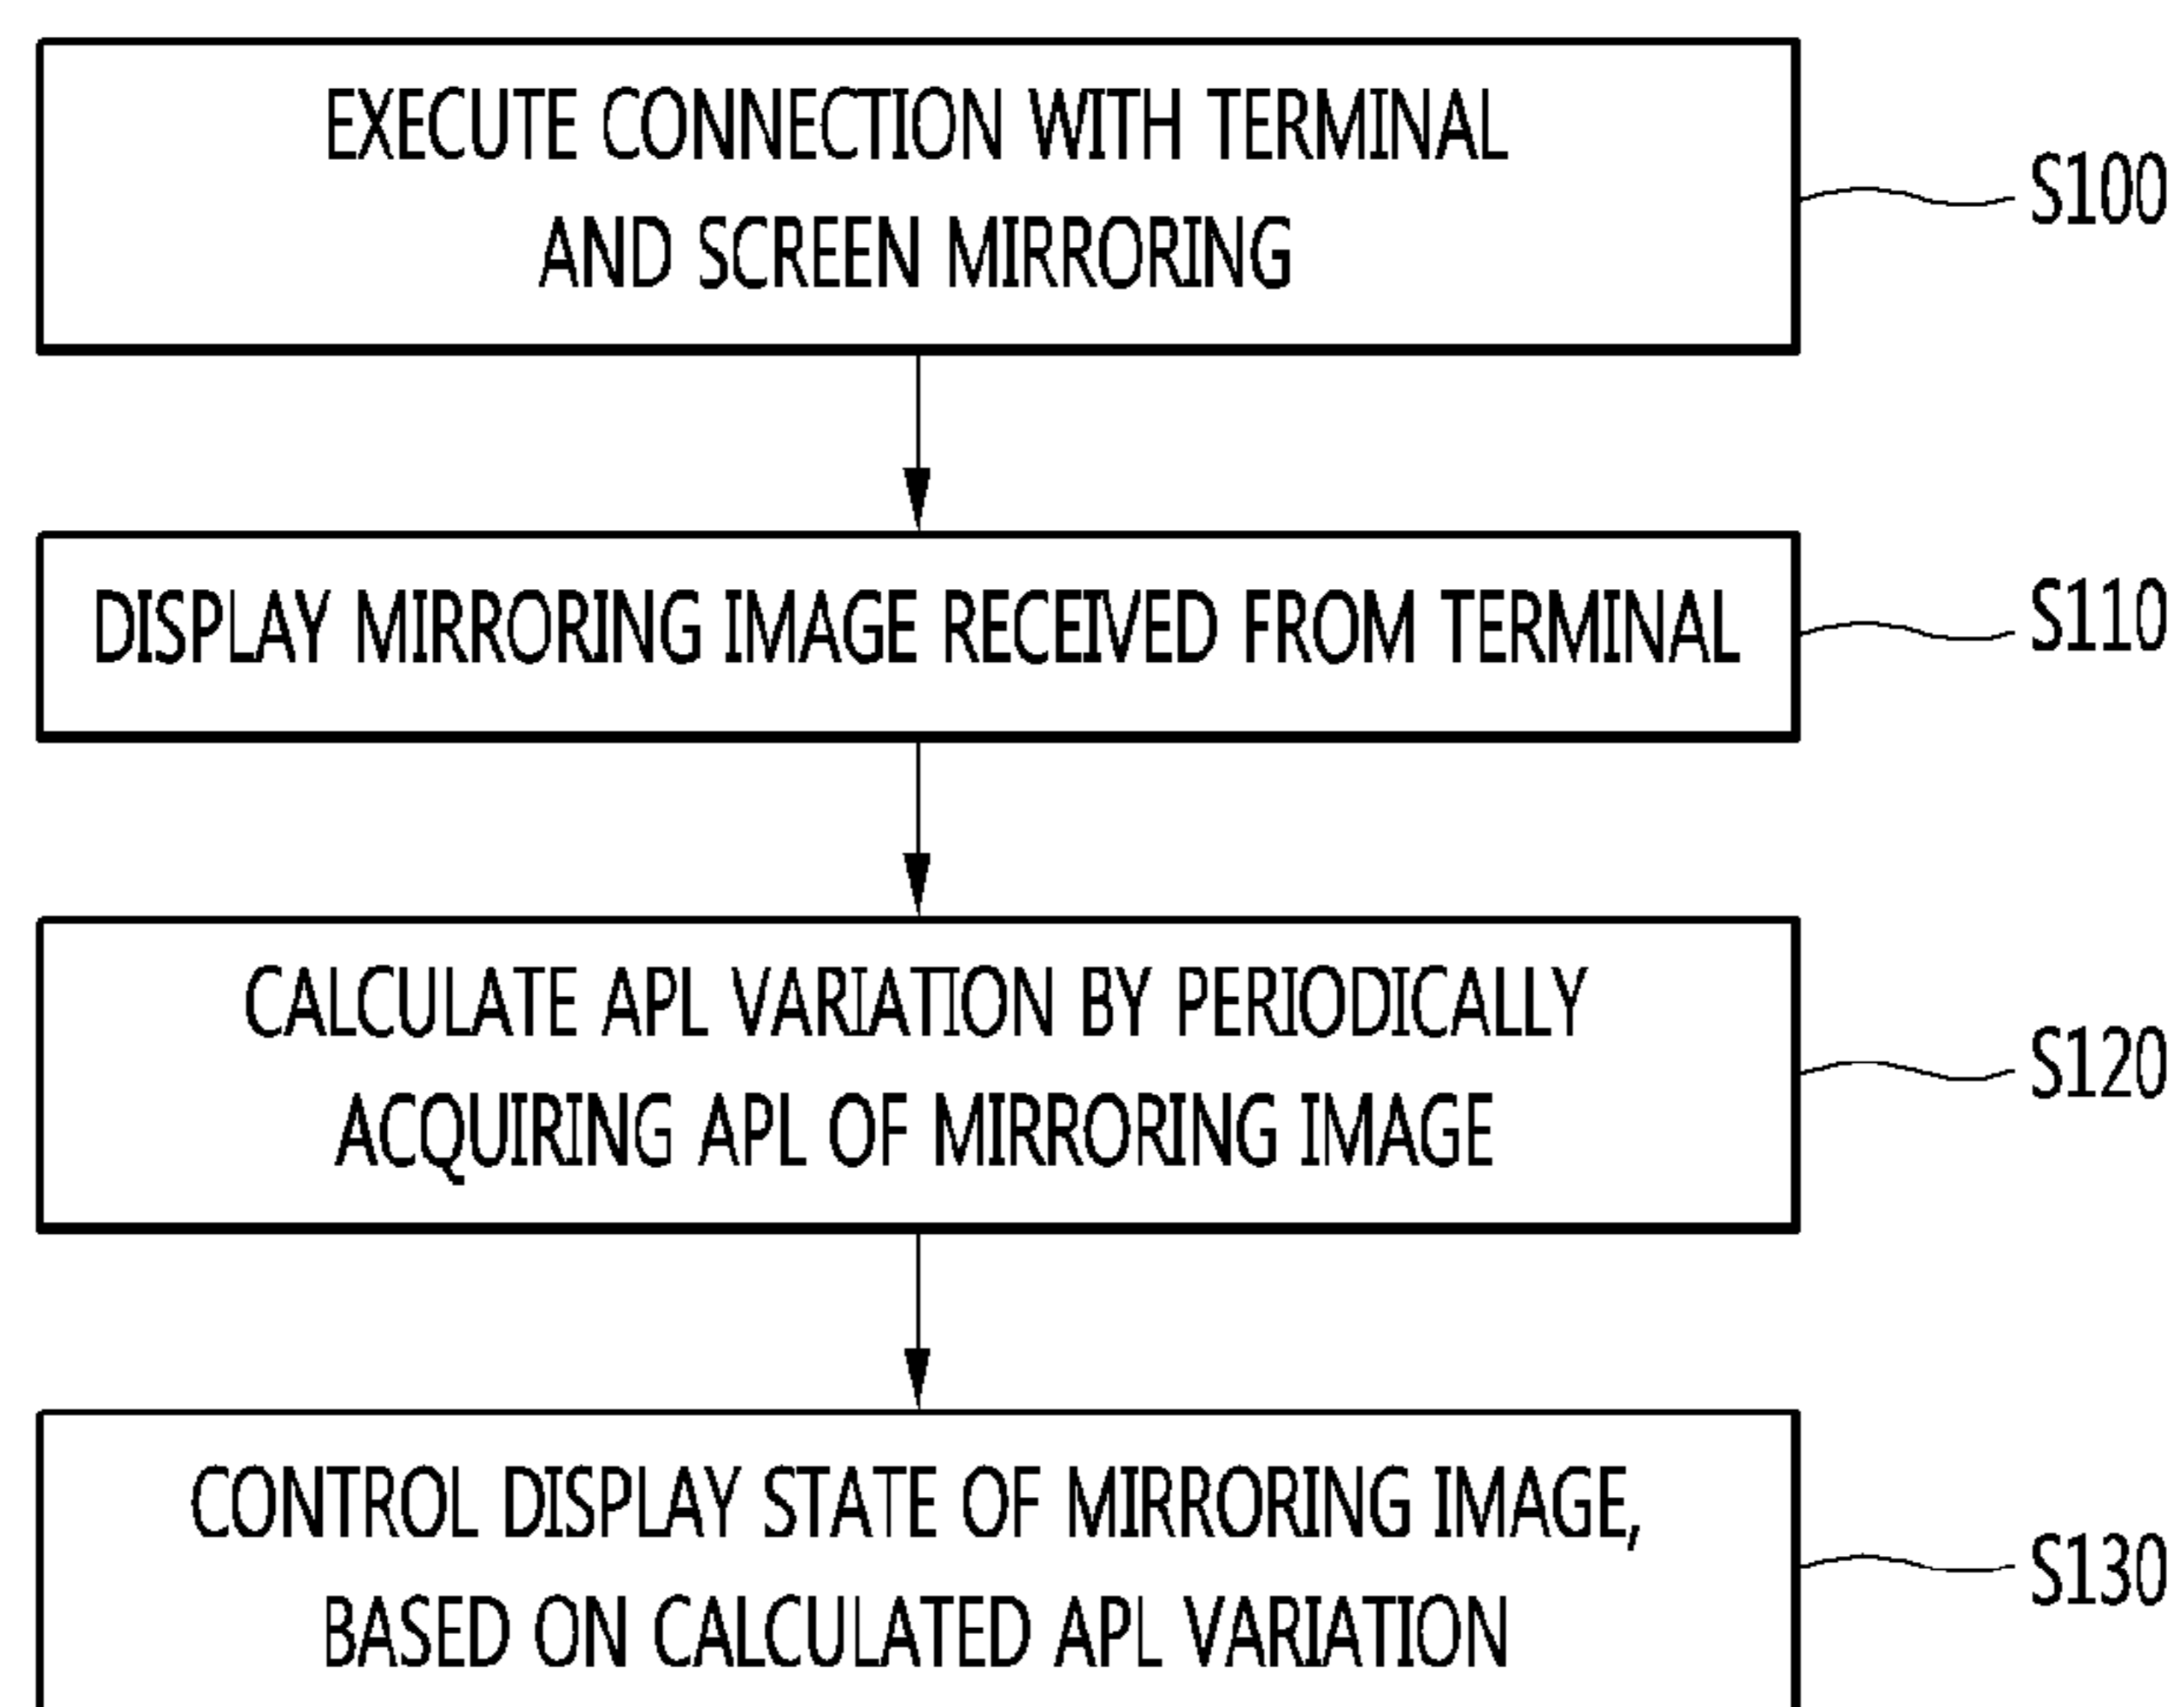 EXECUTE CONNECTION WITH TERMINAL
AND SCREEN MIRRORING
S100
DISPLAY MIRRORING IMAGE RECEIVED FROM TERMINAL
S110
CALCULATE APL VARIATION BY PERIODICALLY
ACQUIRING APL OF MIRRORING IMAGE
S120
CONTROL DISPLAY STATE OF MIRRORING IMAGE,
BASED ON CALCULATED APL VARIATION
S130